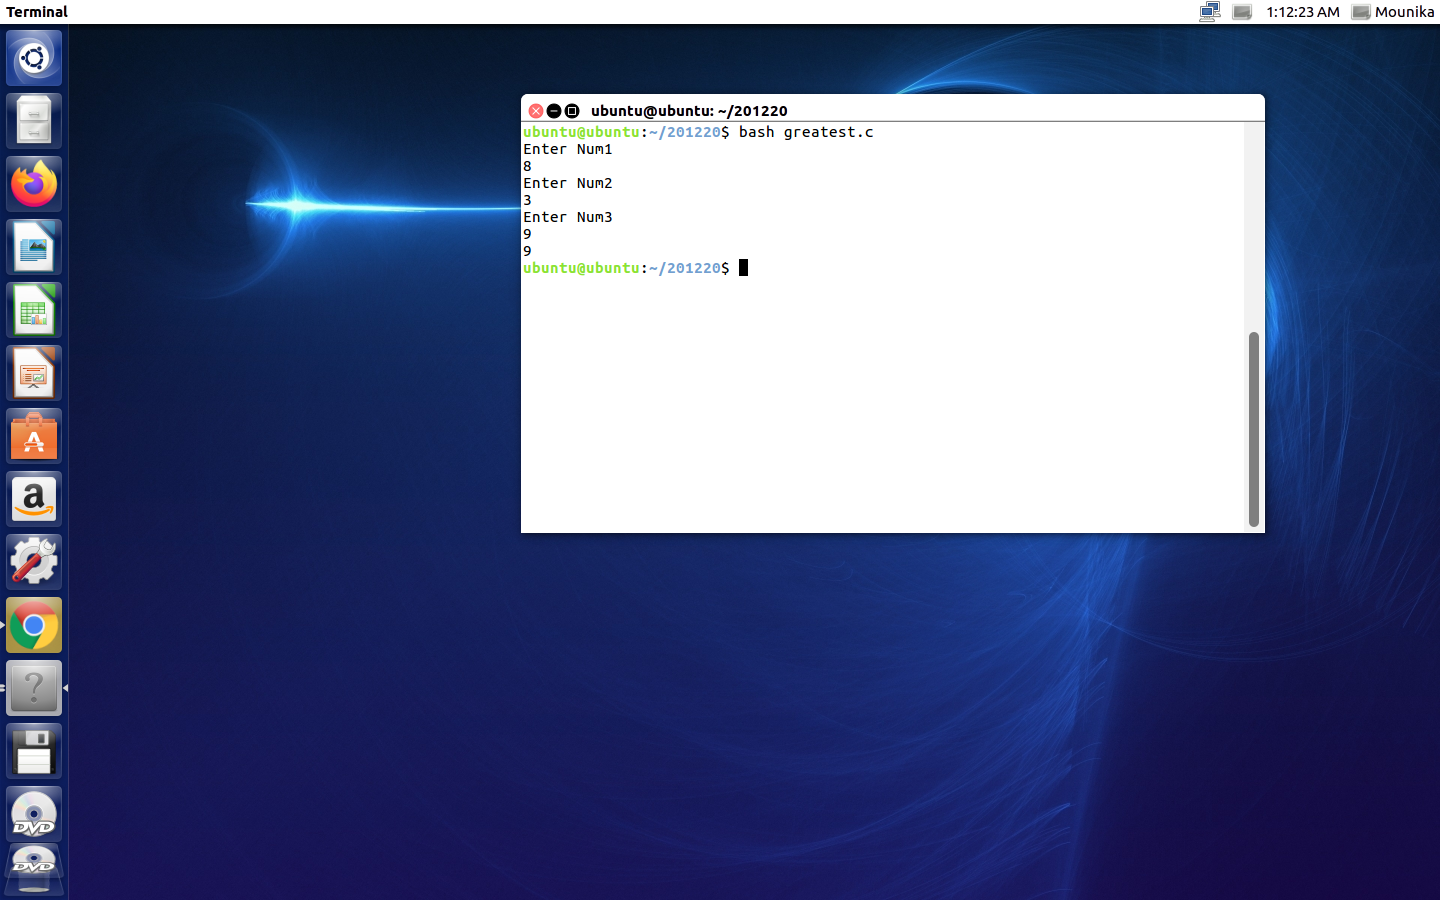 Terminal
1:12:23 AM
Mounika
ubuntu@ubuntu: ~/201220
ubuntu@ubuntu:~/201220$ bash greatest.c
Enter Num1
8
Enter Num2
3
Enter Num3
9
9
ubuntu@ubuntu:~/201220$
A
a
?
DVD
DVD